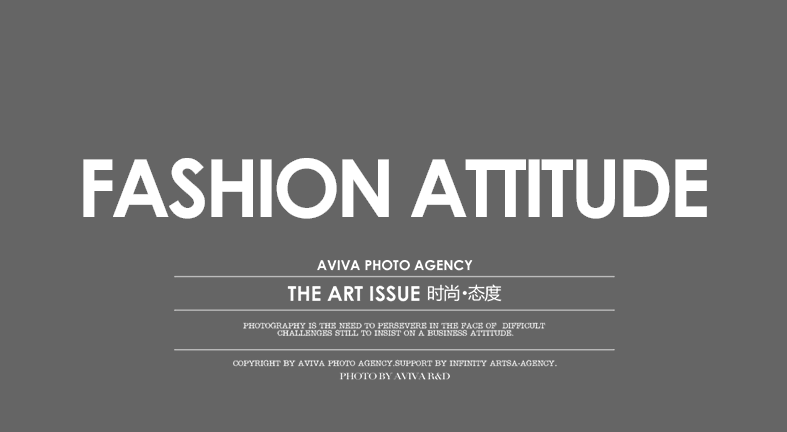 FASHION ATTITUDE
AVIVA PHOTO AGENCY
THE ART ISSUE 时尚·态度
PHOTOGRAPHY IS THE NEED TO PERSEVERE IN THE FACE OF DIFFICULT
CHALLENGES STILL TO INSIST ON A BUSINESS ATTITUDE.
COPYRIGHT BY AVIVA PHOTO AGENCY.SUPPORT BY INFINITY ARTSA-AGENCY.
PHOTO BY AVIVA R&D